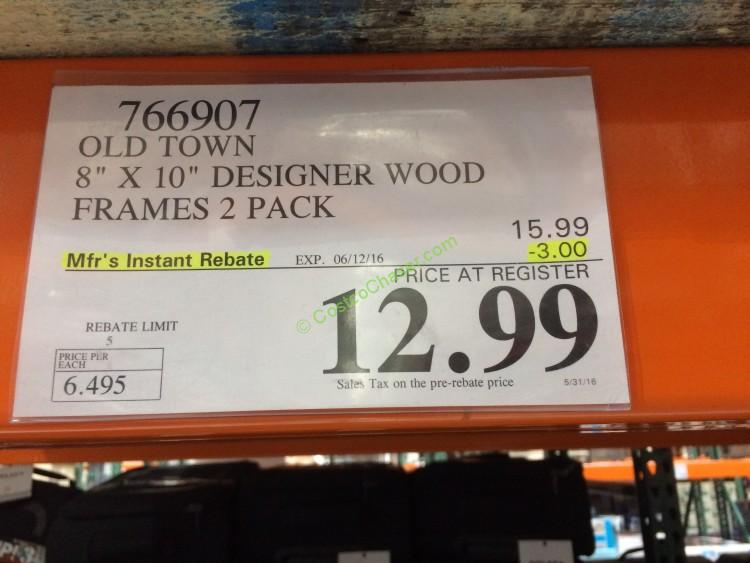 766907
OLD TOWN
8" X 10" DESIGNER WOOD
FRAMES 2 PACK
15.99
Mfr's Instant Rebate EXP. 06/12/16 -3.00
© CostcoChaser.com
PRICE AT REGISTER
12.99
REBATE LIMIT
5
PRICE PER
EACH
6.495
Sales Tax on the pre-rebate price
5/31/16